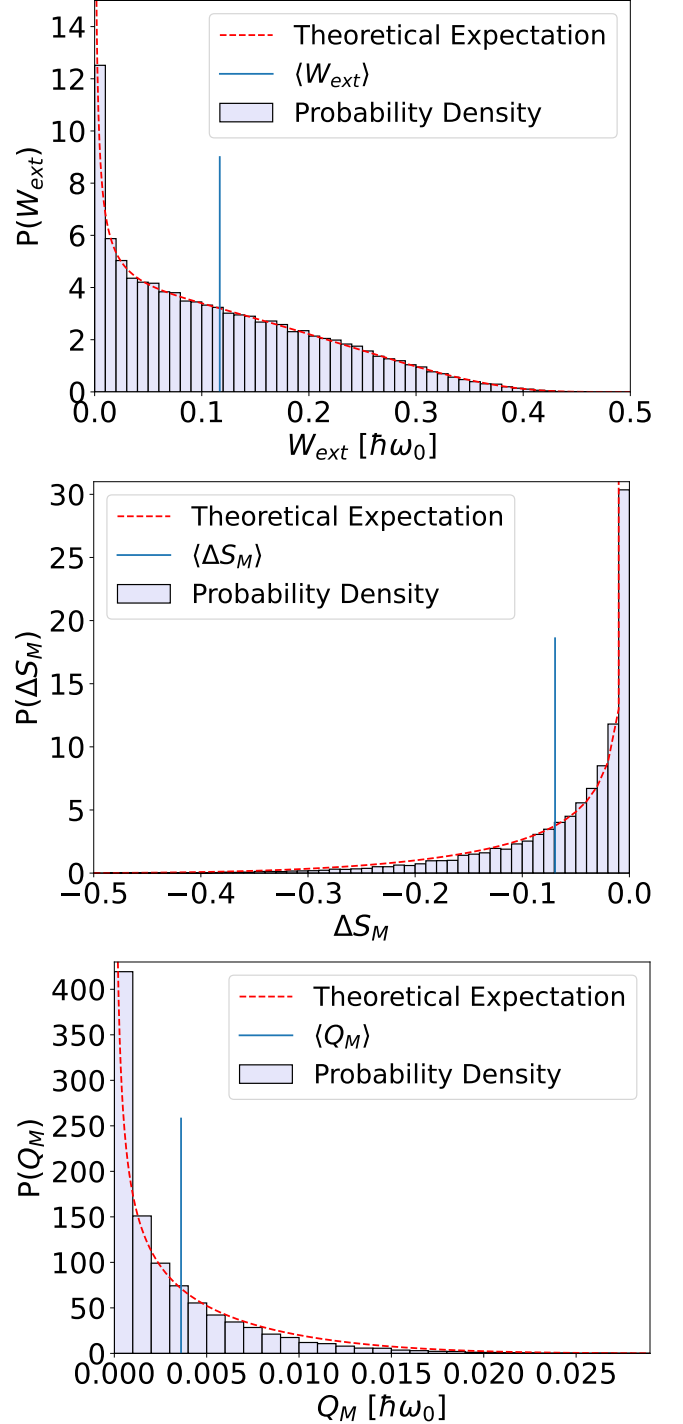 14
12
10
8
6
4
2
0
P(W_ext)
Theoretical Expectation
⟨W_ext⟩
Probability Density
0.0 0.1 0.2 0.3 0.4 0.5
W_ext [ħω₀]
30
25
20
15
10
5
0
P(ΔS_M)
Theoretical Expectation
⟨ΔS_M⟩
Probability Density
−0.5 −0.4 −0.3 −0.2 −0.1 0.0
ΔS_M
400
350
300
250
200
150
100
50
0
P(Q_M)
Theoretical Expectation
⟨Q_M⟩
Probability Density
0.000 0.005 0.010 0.015 0.020 0.025
Q_M [ħω₀]